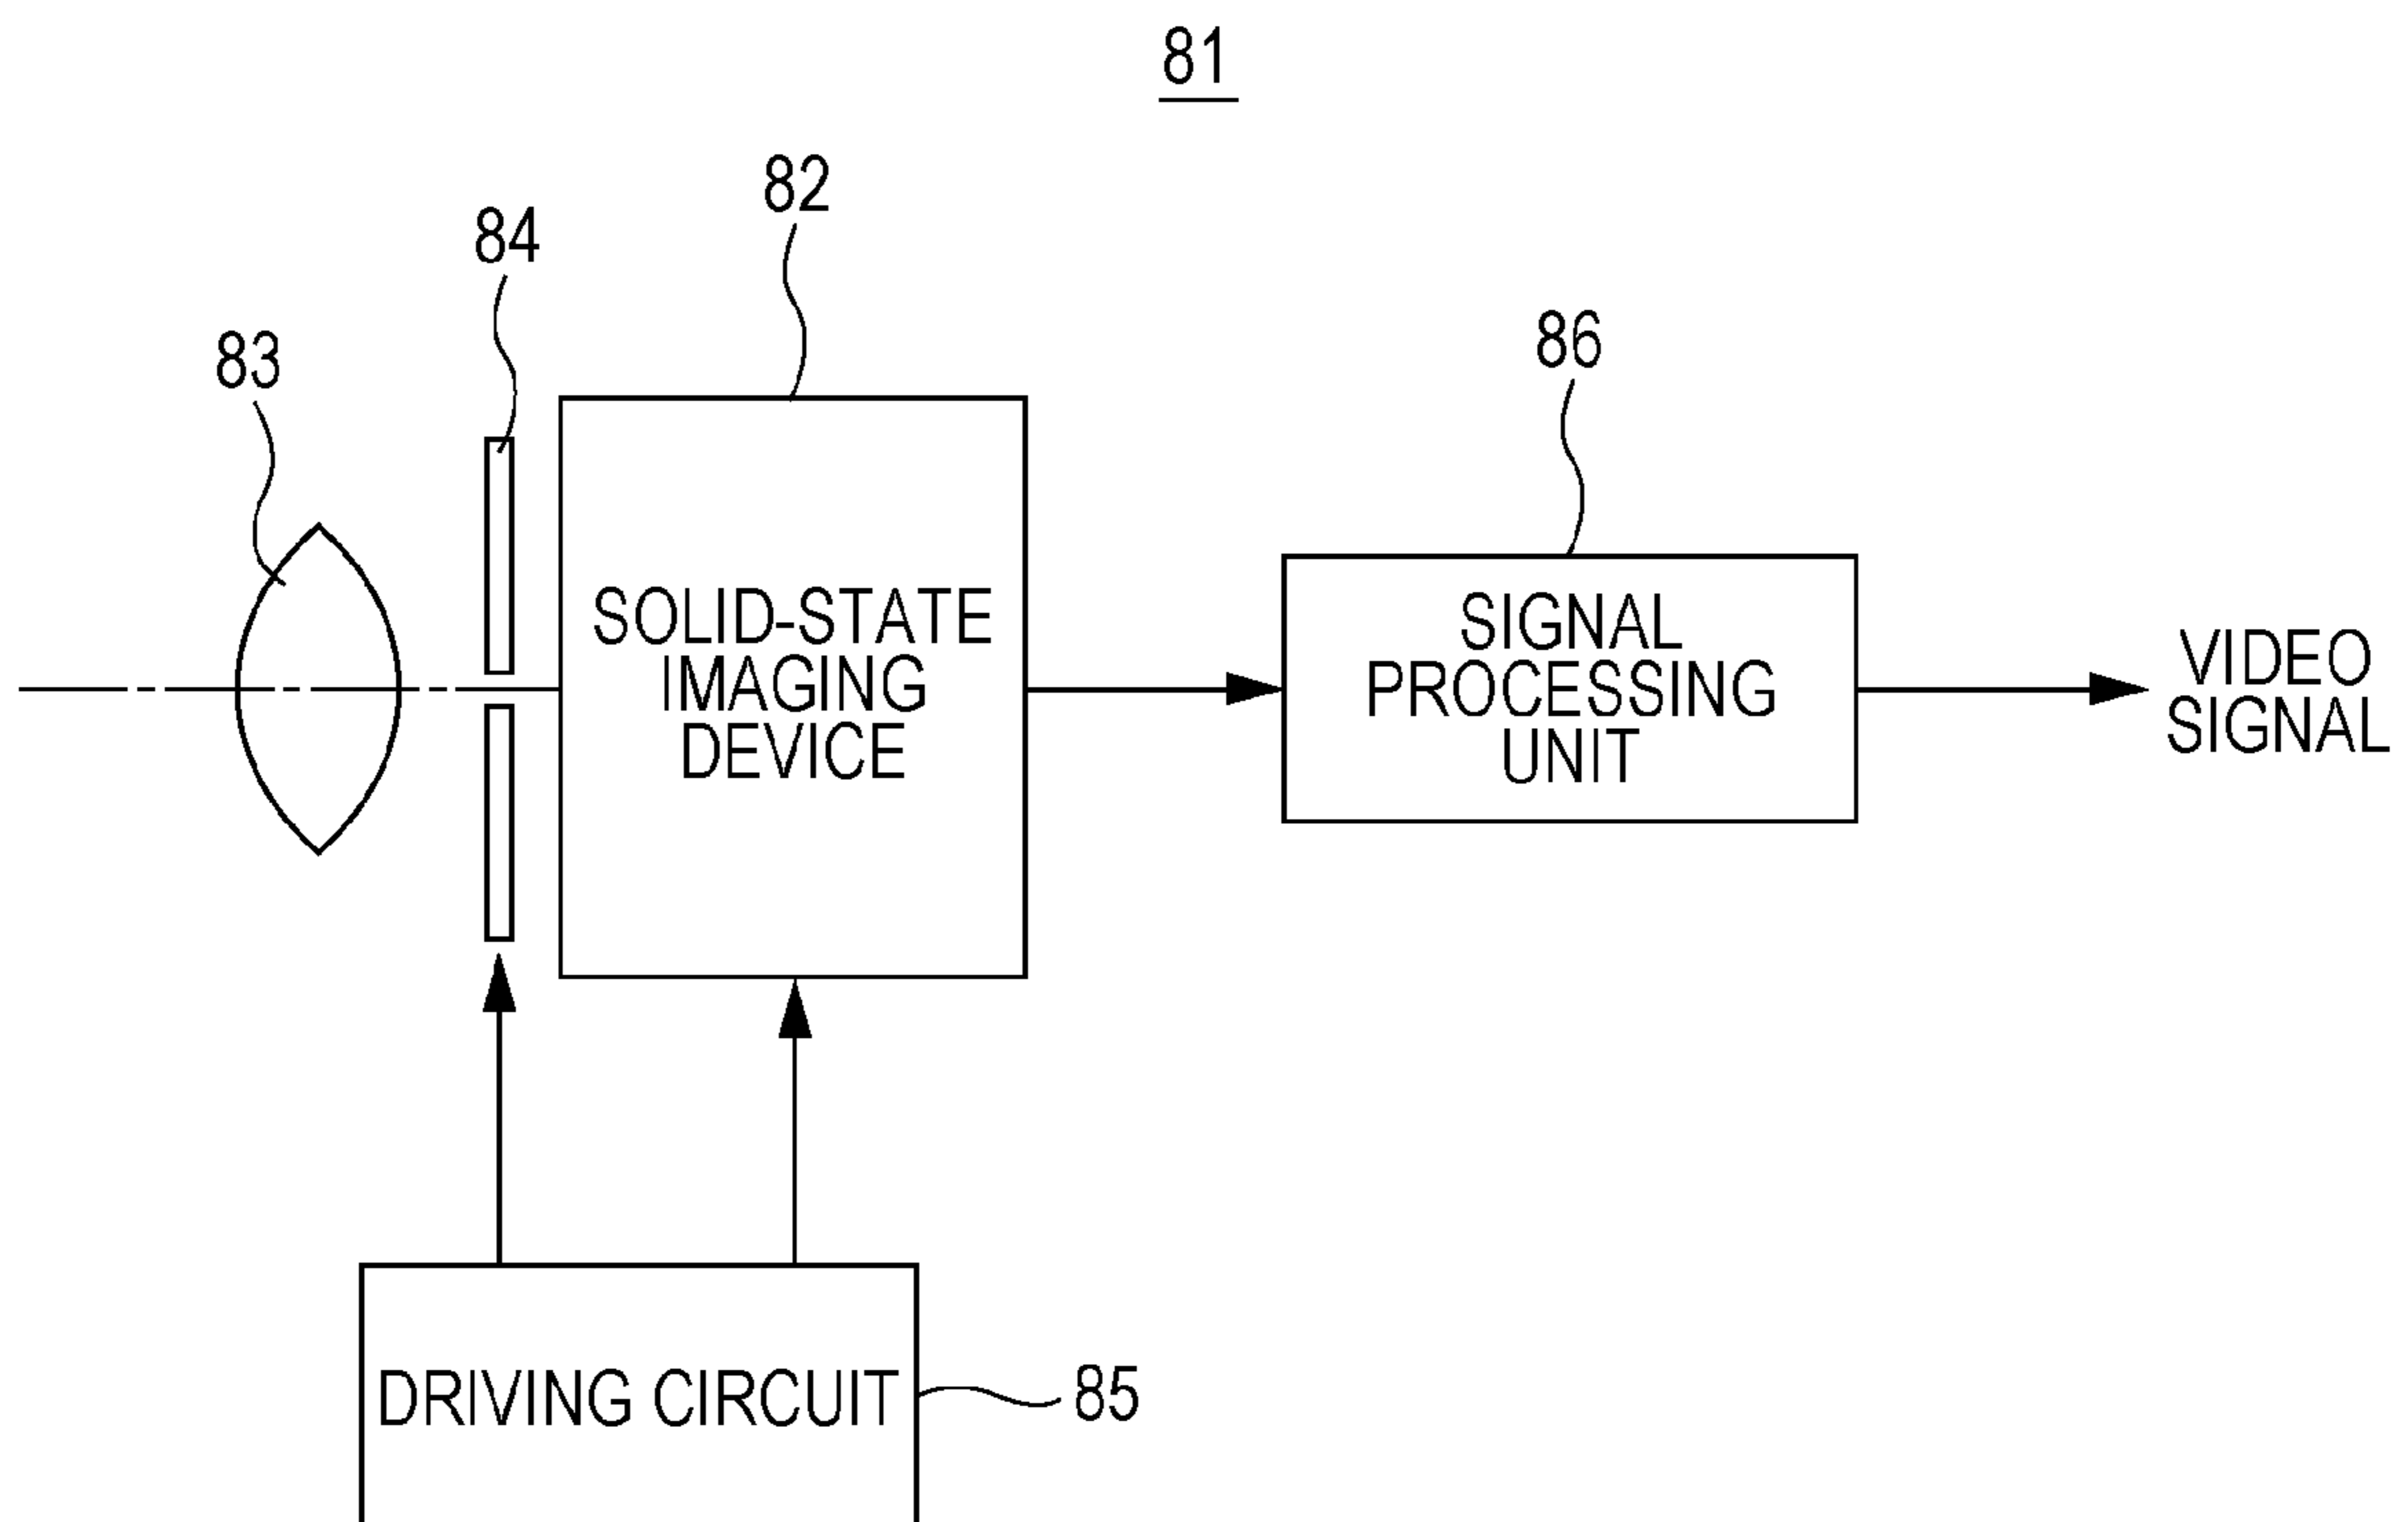 81
82
84
83
86
SOLID-STATE
IMAGING
DEVICE
SIGNAL
PROCESSING
UNIT
VIDEO
SIGNAL
DRIVING CIRCUIT
85